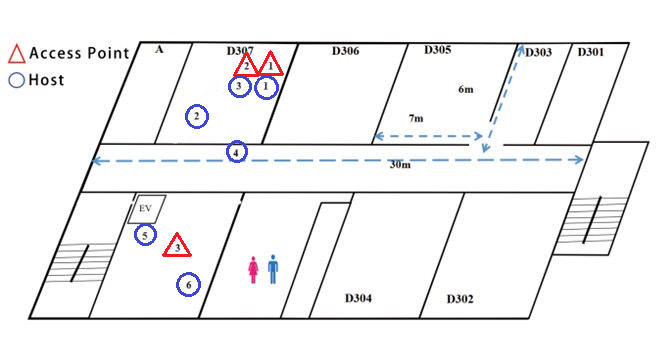 Access Point
Host
A
D307
D306
D305
D303
D301
2
1
3
1
6m
2
7m
4
30m
EV
5
3
6
D304
D302